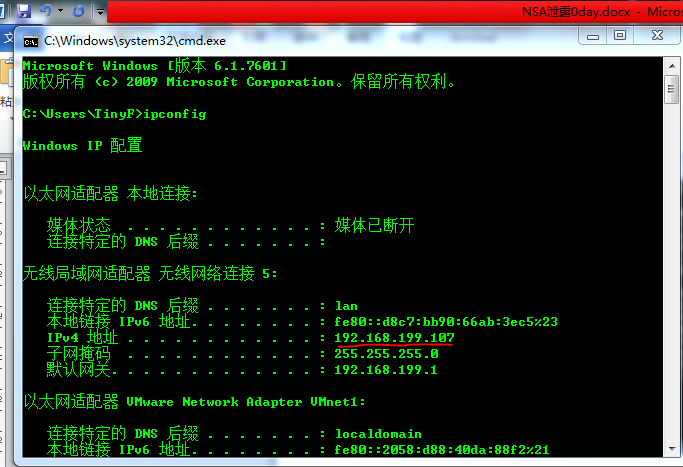 NSA泄露0day.docx - Micros
C:\Windows\system32\cmd.exe
Microsoft Windows [版本 6.1.7601]
版权所有 (c) 2009 Microsoft Corporation。保留所有权利。
C:\Users\TinyF>ipconfig
Windows IP 配置
以太网适配器 本地连接:
媒体状态 . . . . . . . . . . . . : 媒体已断开
连接特定的 DNS 后缀 . . . . . . . :
无线局域网适配器 无线网络连接 5:
连接特定的 DNS 后缀 . . . . . . . : lan
本地链接 IPv6 地址. . . . . . . . : fe80::d8c7:bb90:66ab:3ec5%23
IPv4 地址 . . . . . . . . . . . . : 192.168.199.107
子网掩码 . . . . . . . . . . . . : 255.255.255.0
默认网关. . . . . . . . . . . . . : 192.168.199.1
以太网适配器 VMware Network Adapter VMnet1:
连接特定的 DNS 后缀 . . . . . . . : localdomain
本地链接 IPv6 地址. . . . . . . . : fe80::2058:d88:40da:88f2%21